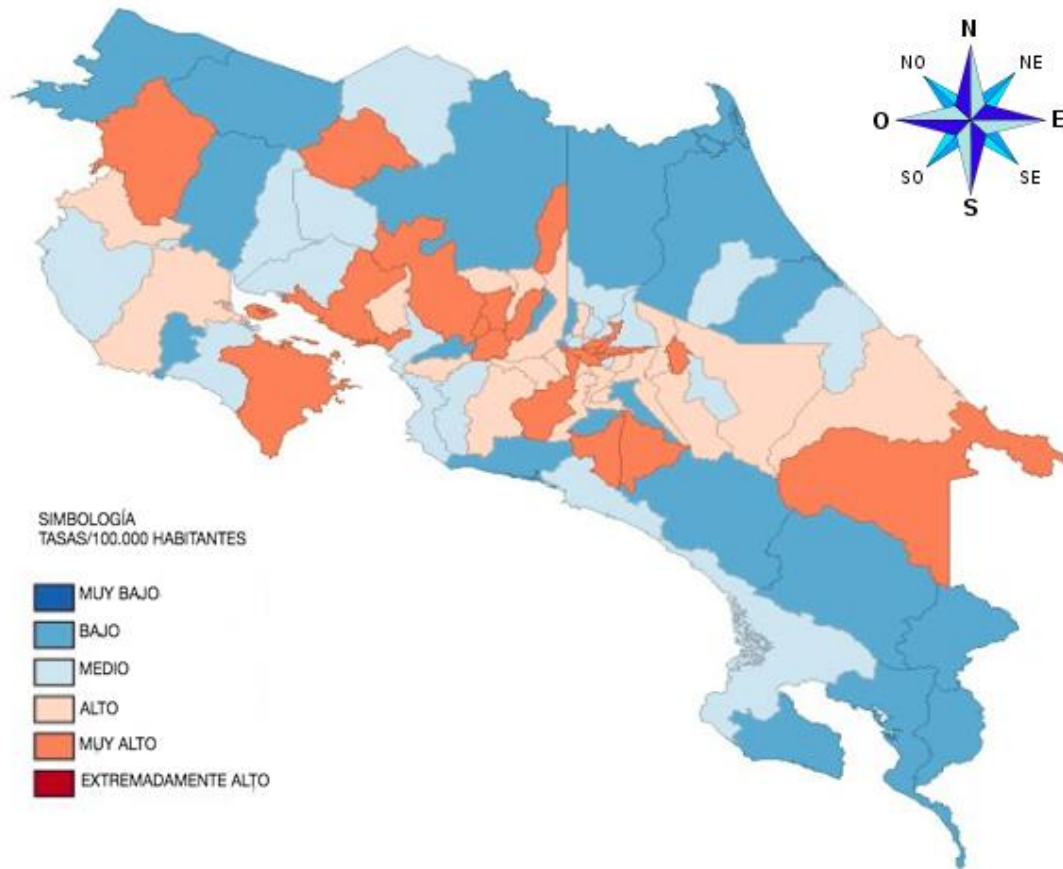 N
NO
NE
O
E
SO
SE
S
SIMBOLOGÍA
TASAS/100.000 HABITANTES
MUY BAJO
BAJO
MEDIO
ALTO
MUY ALTO
EXTREMADAMENTE ALTO